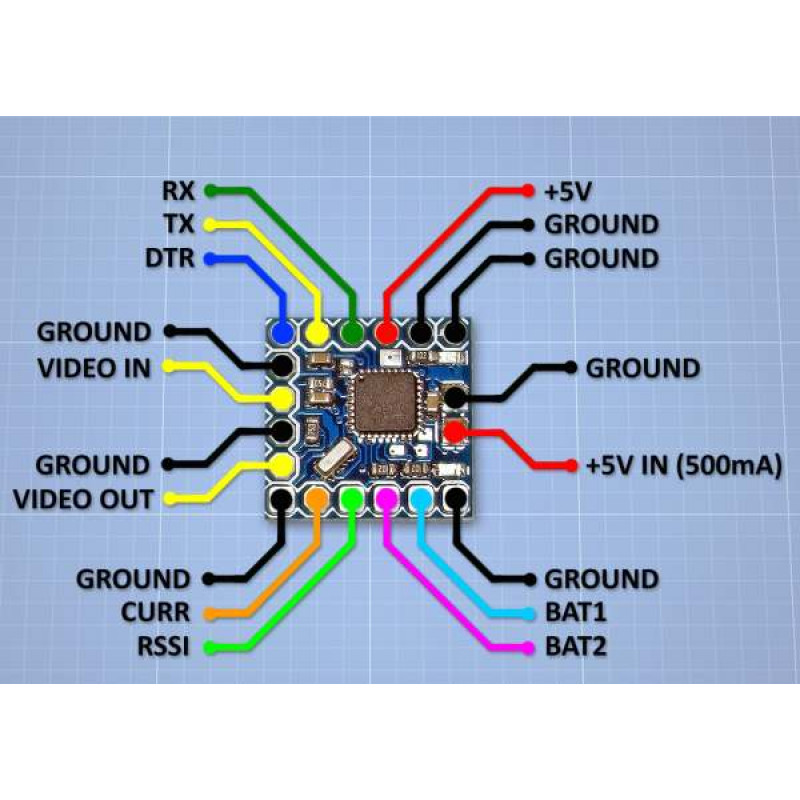 RX
TX
DTR
GROUND
VIDEO IN
GROUND
VIDEO OUT
GROUND
CURR
RSSI
+5V
GROUND
GROUND
GROUND
+5V IN (500mA)
GROUND
BAT1
BAT2